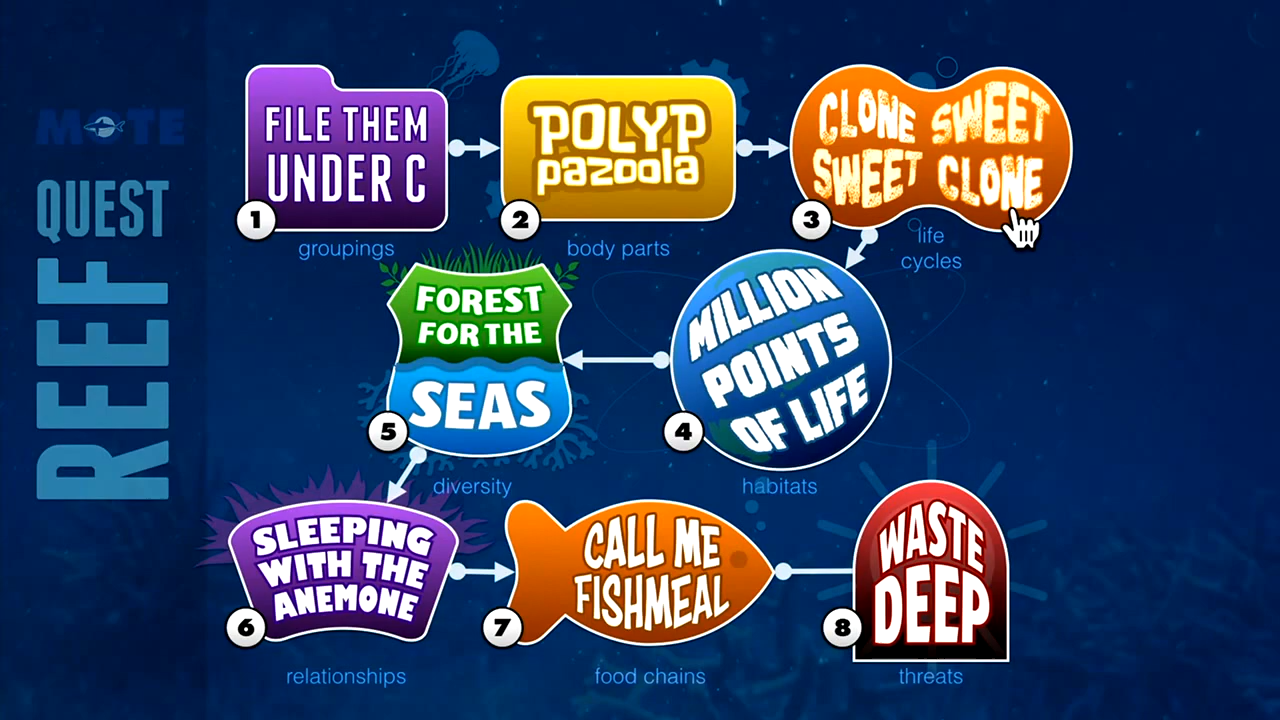 MOTE
QUEST
REEF
FILE THEM
UNDER C
1
groupings
POLYP
pazoola
2
body parts
CLONE SWEET
SWEET CLONE
3
life
cycles
MILLION
POINTS
OF LIFE
4
habitats
FOREST
FOR THE
SEAS
5
diversity
SLEEPING
WITH THE
ANEMONE
6
relationships
CALL ME
FISHMEAL
7
food chains
WASTE
DEEP
8
threats